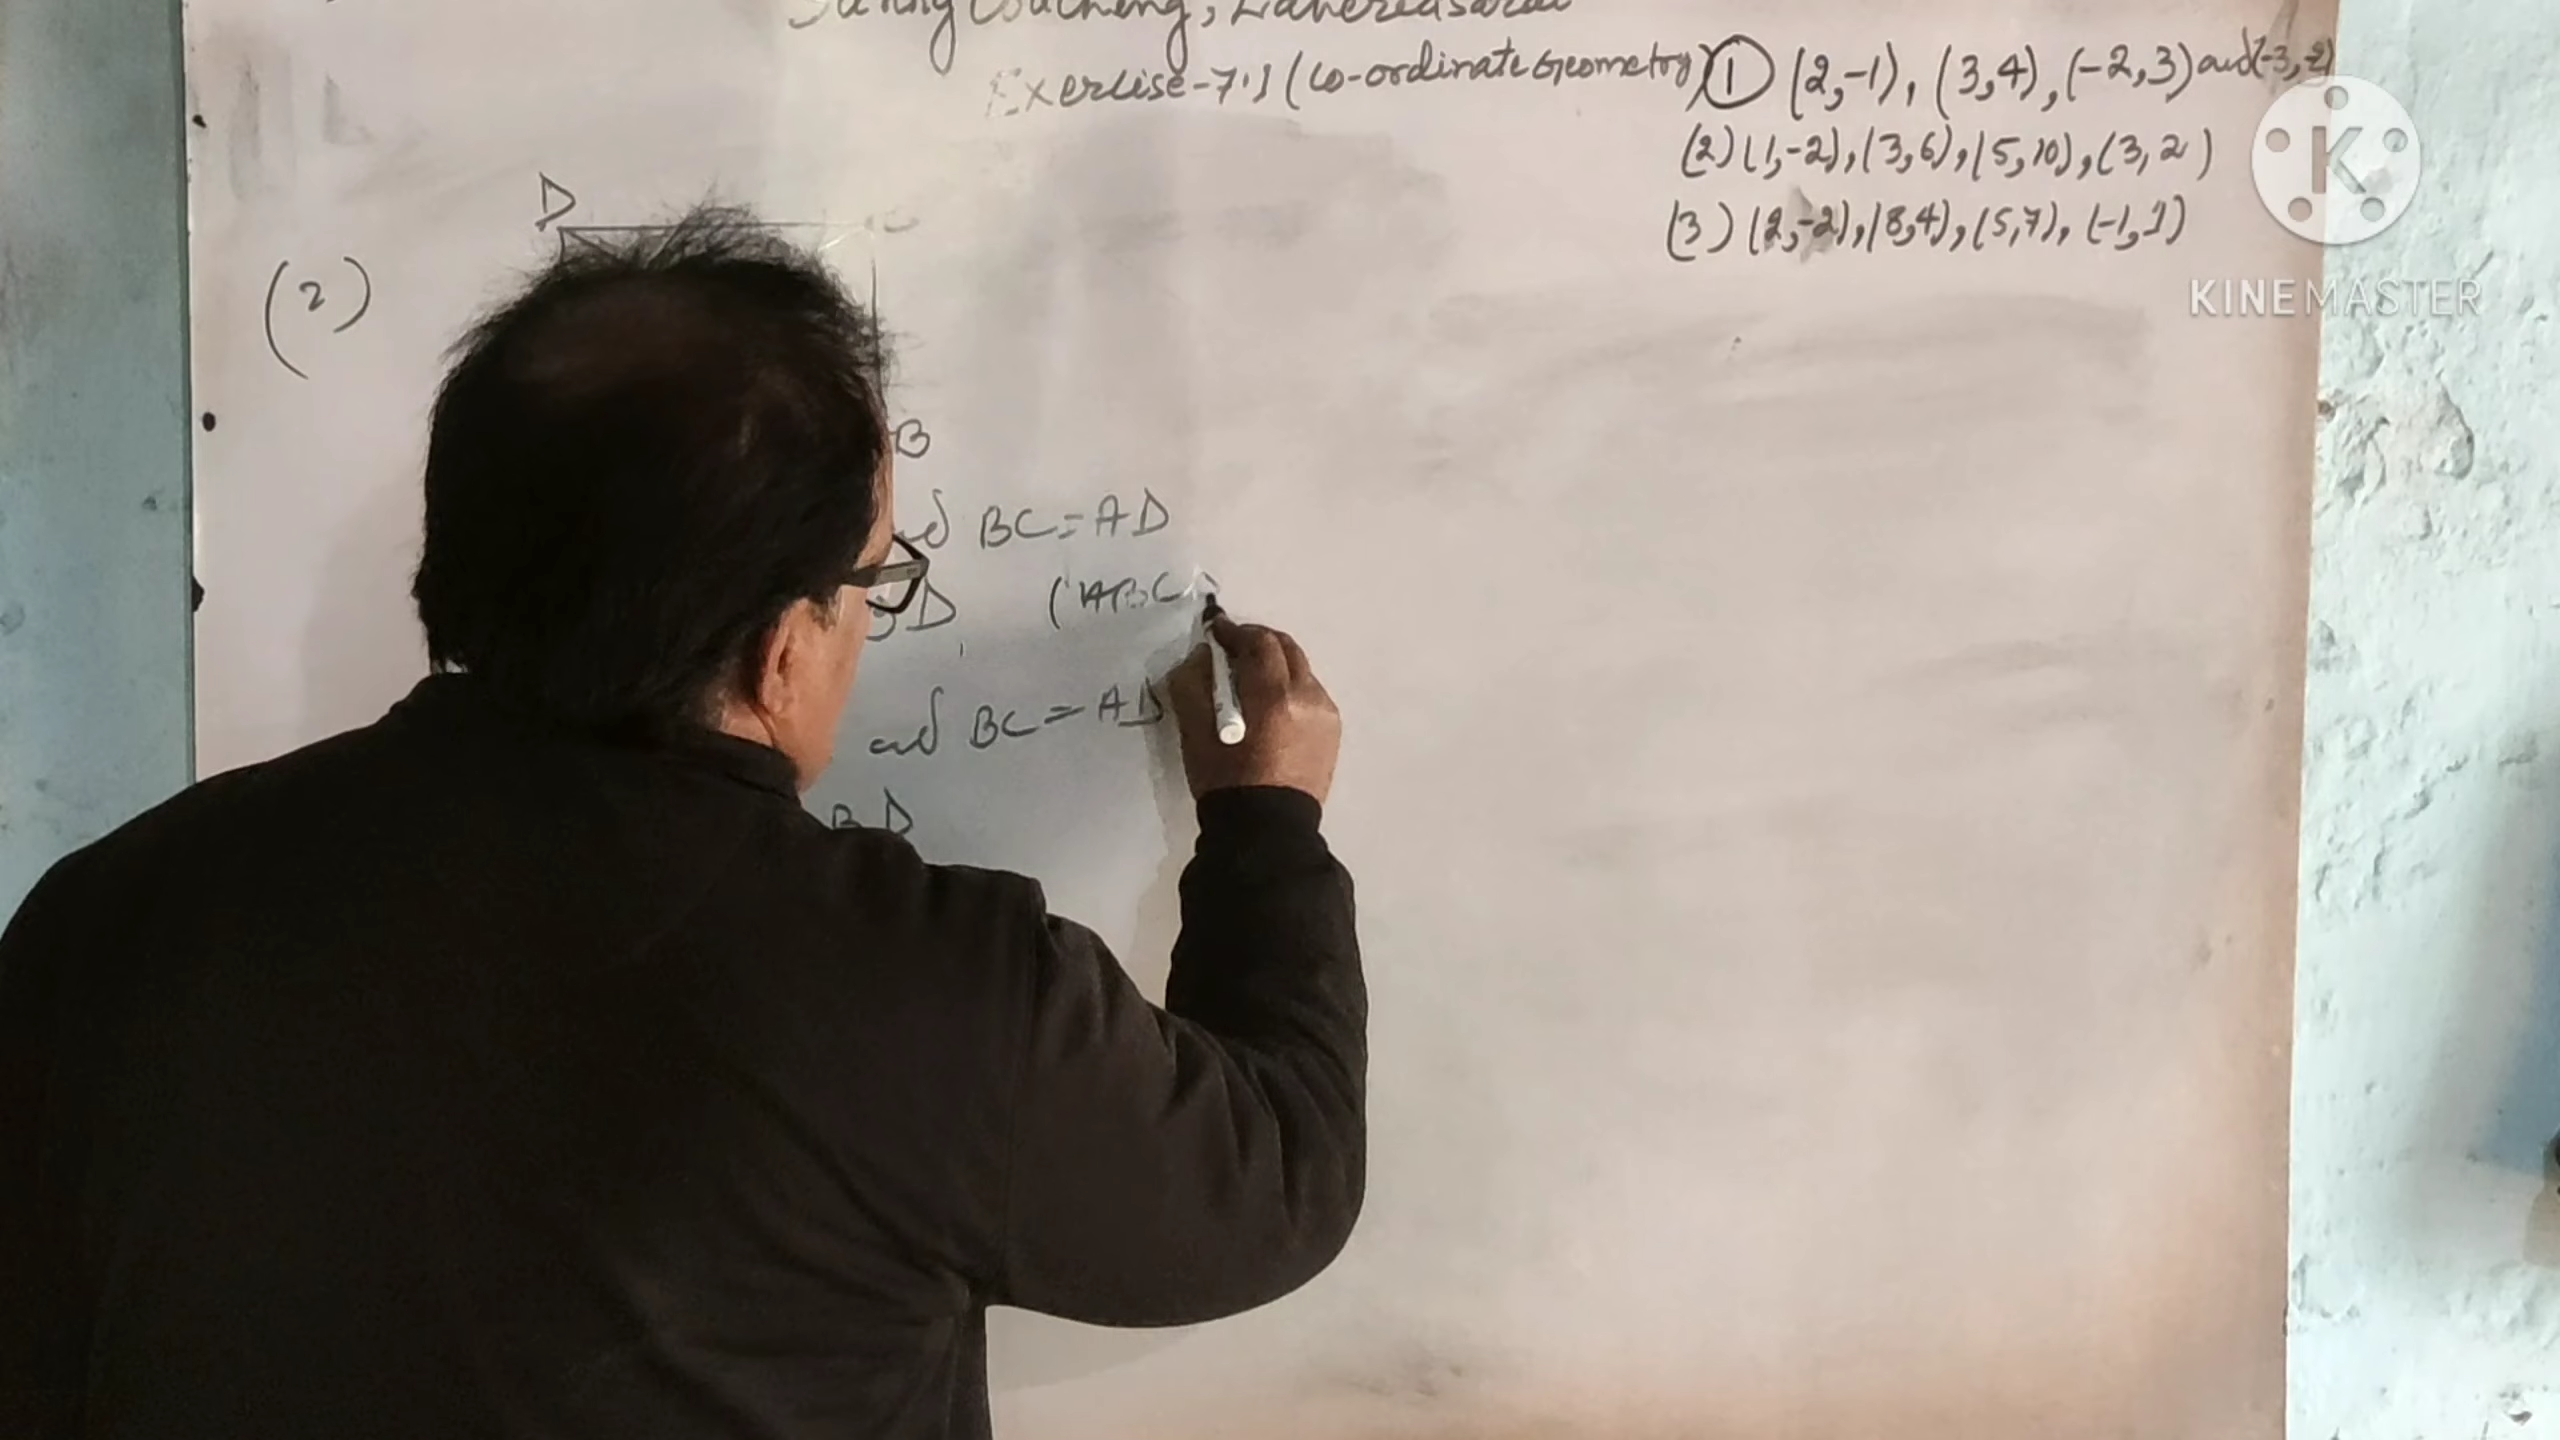 Exercise-7.1 (Co-ordinate Geometry) (1) (2,-1), (3,4), (-2,3) and (-3,-2)
(2) (1,-2), (3,6), (5,10), (3,2)
(3) (2,-2), (8,4), (5,7), (-1,1)
KINEMASTER
D C
(2)
B
BC = AD
BD (ABC
and BC = AD
BD